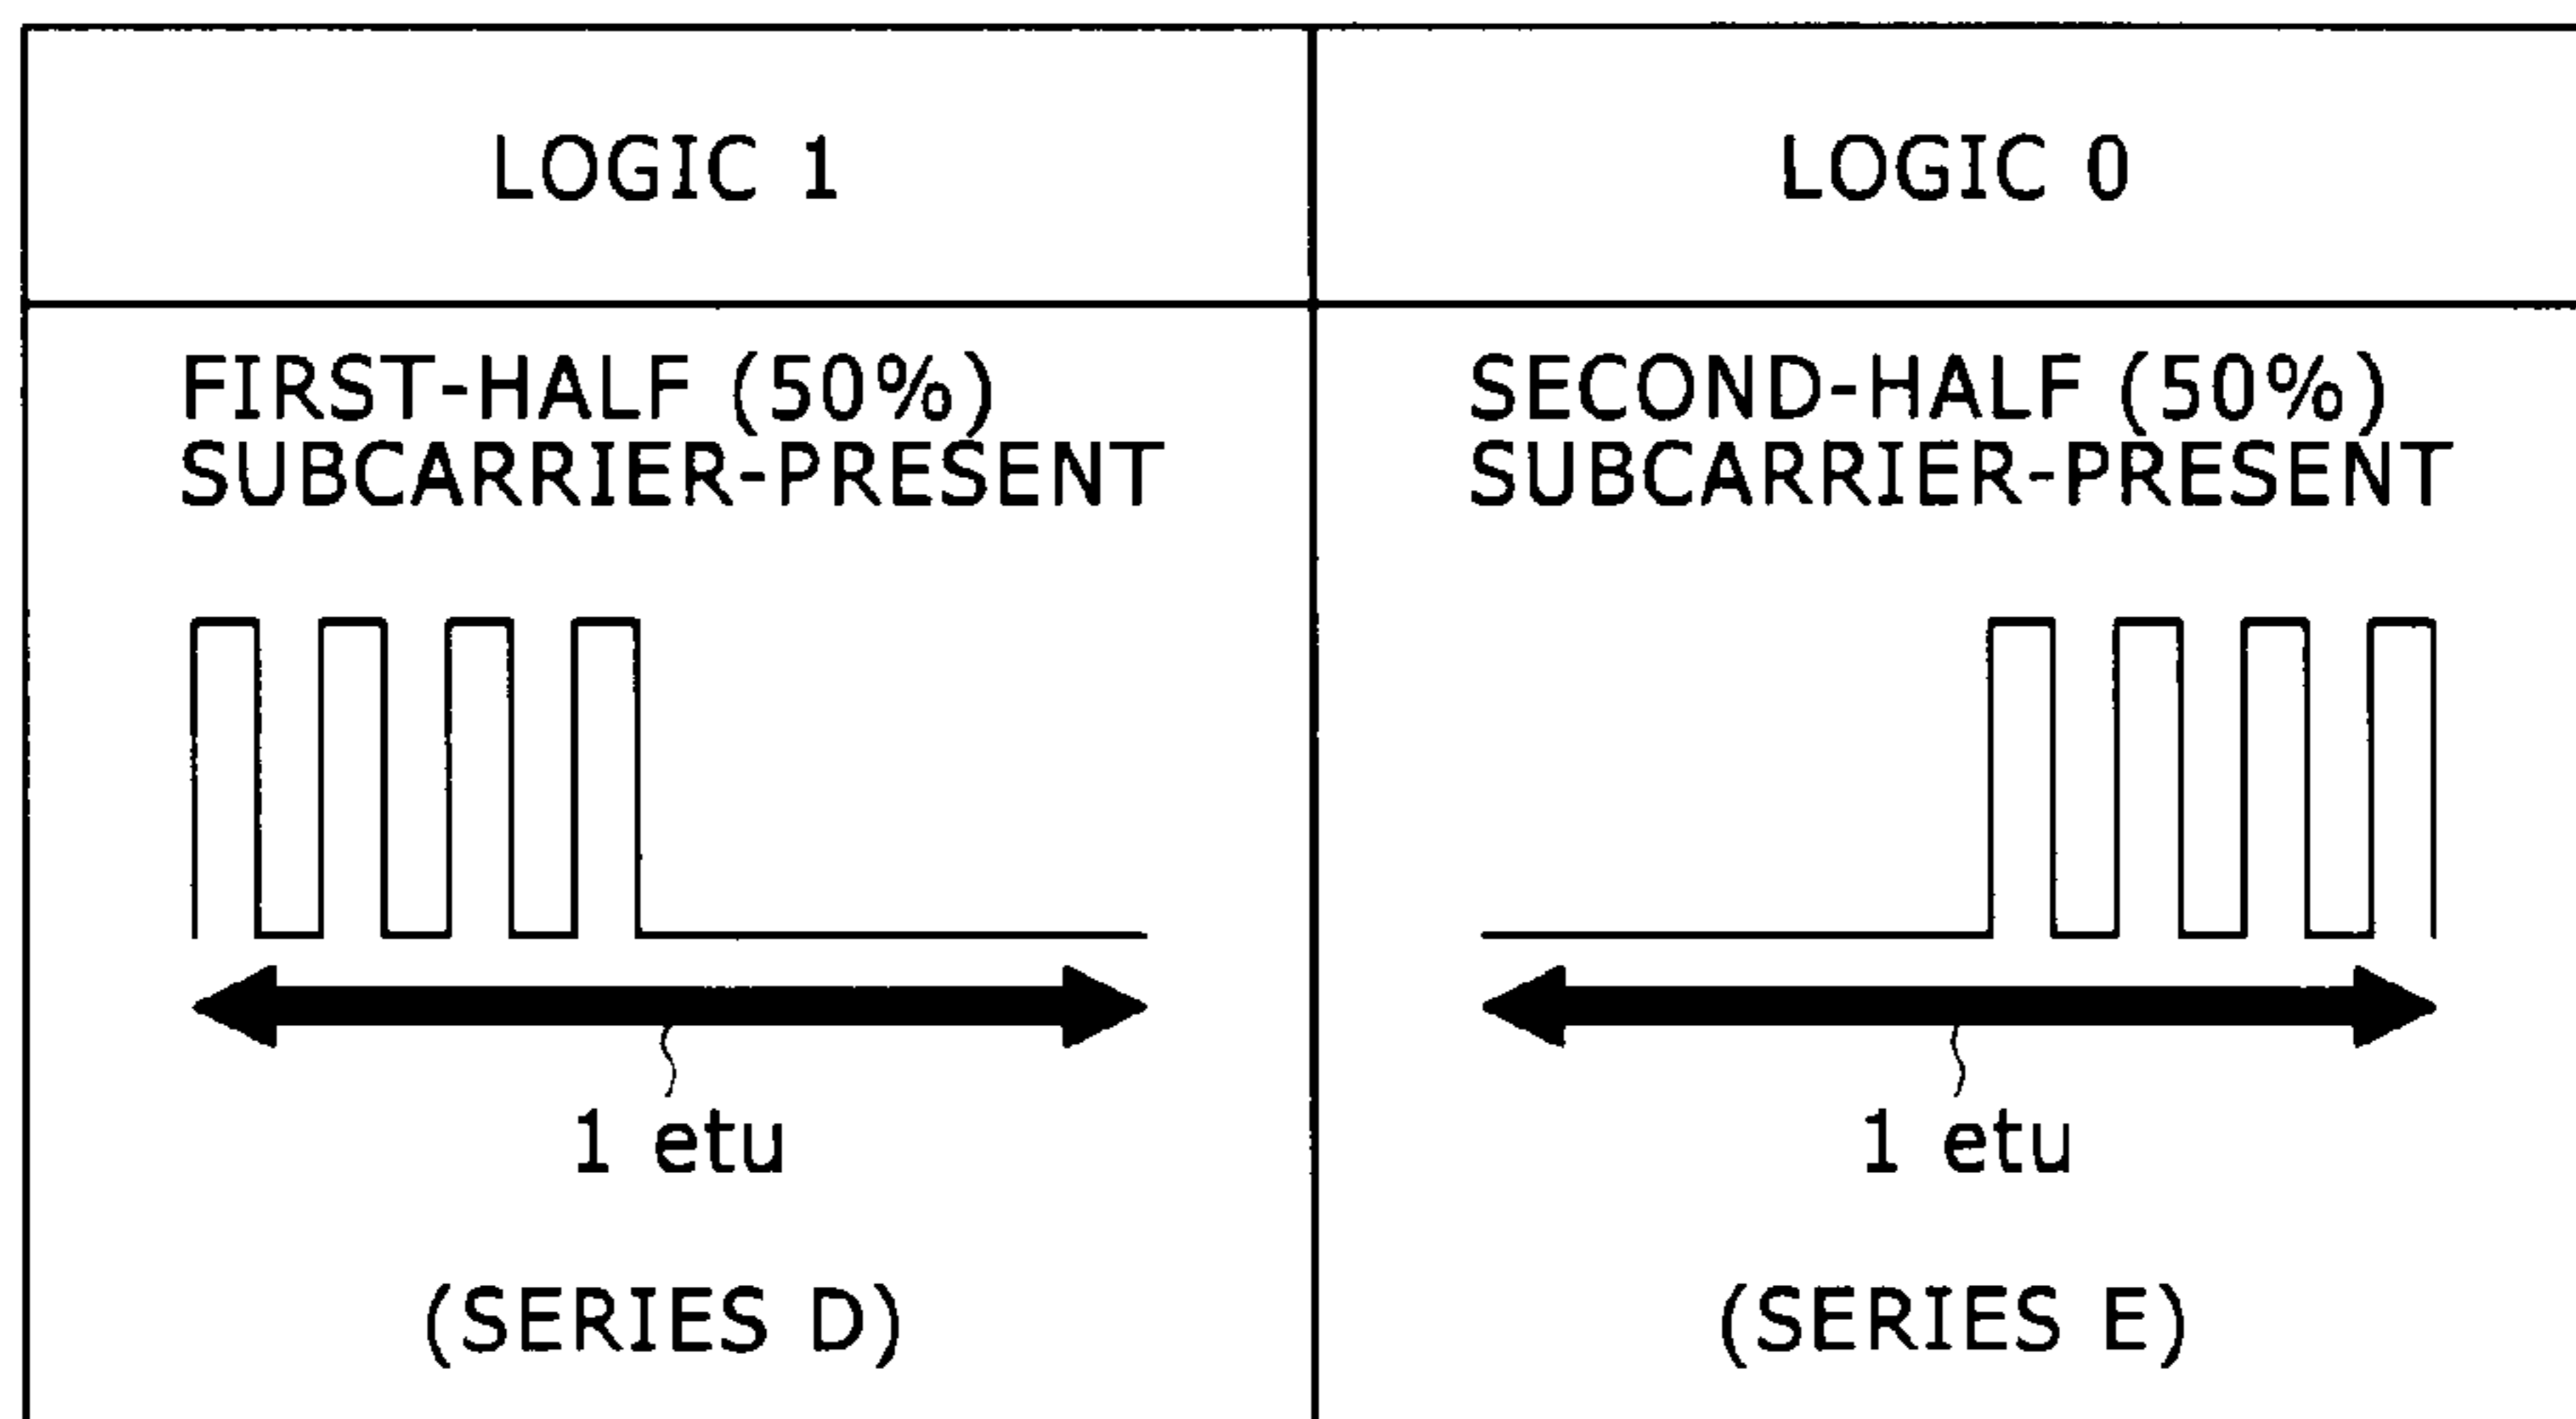 LOGIC 1
LOGIC 0
FIRST-HALF (50%)
SUBCARRIER-PRESENT
SECOND-HALF (50%)
SUBCARRIER-PRESENT
1 etu
1 etu
(SERIES D)
(SERIES E)